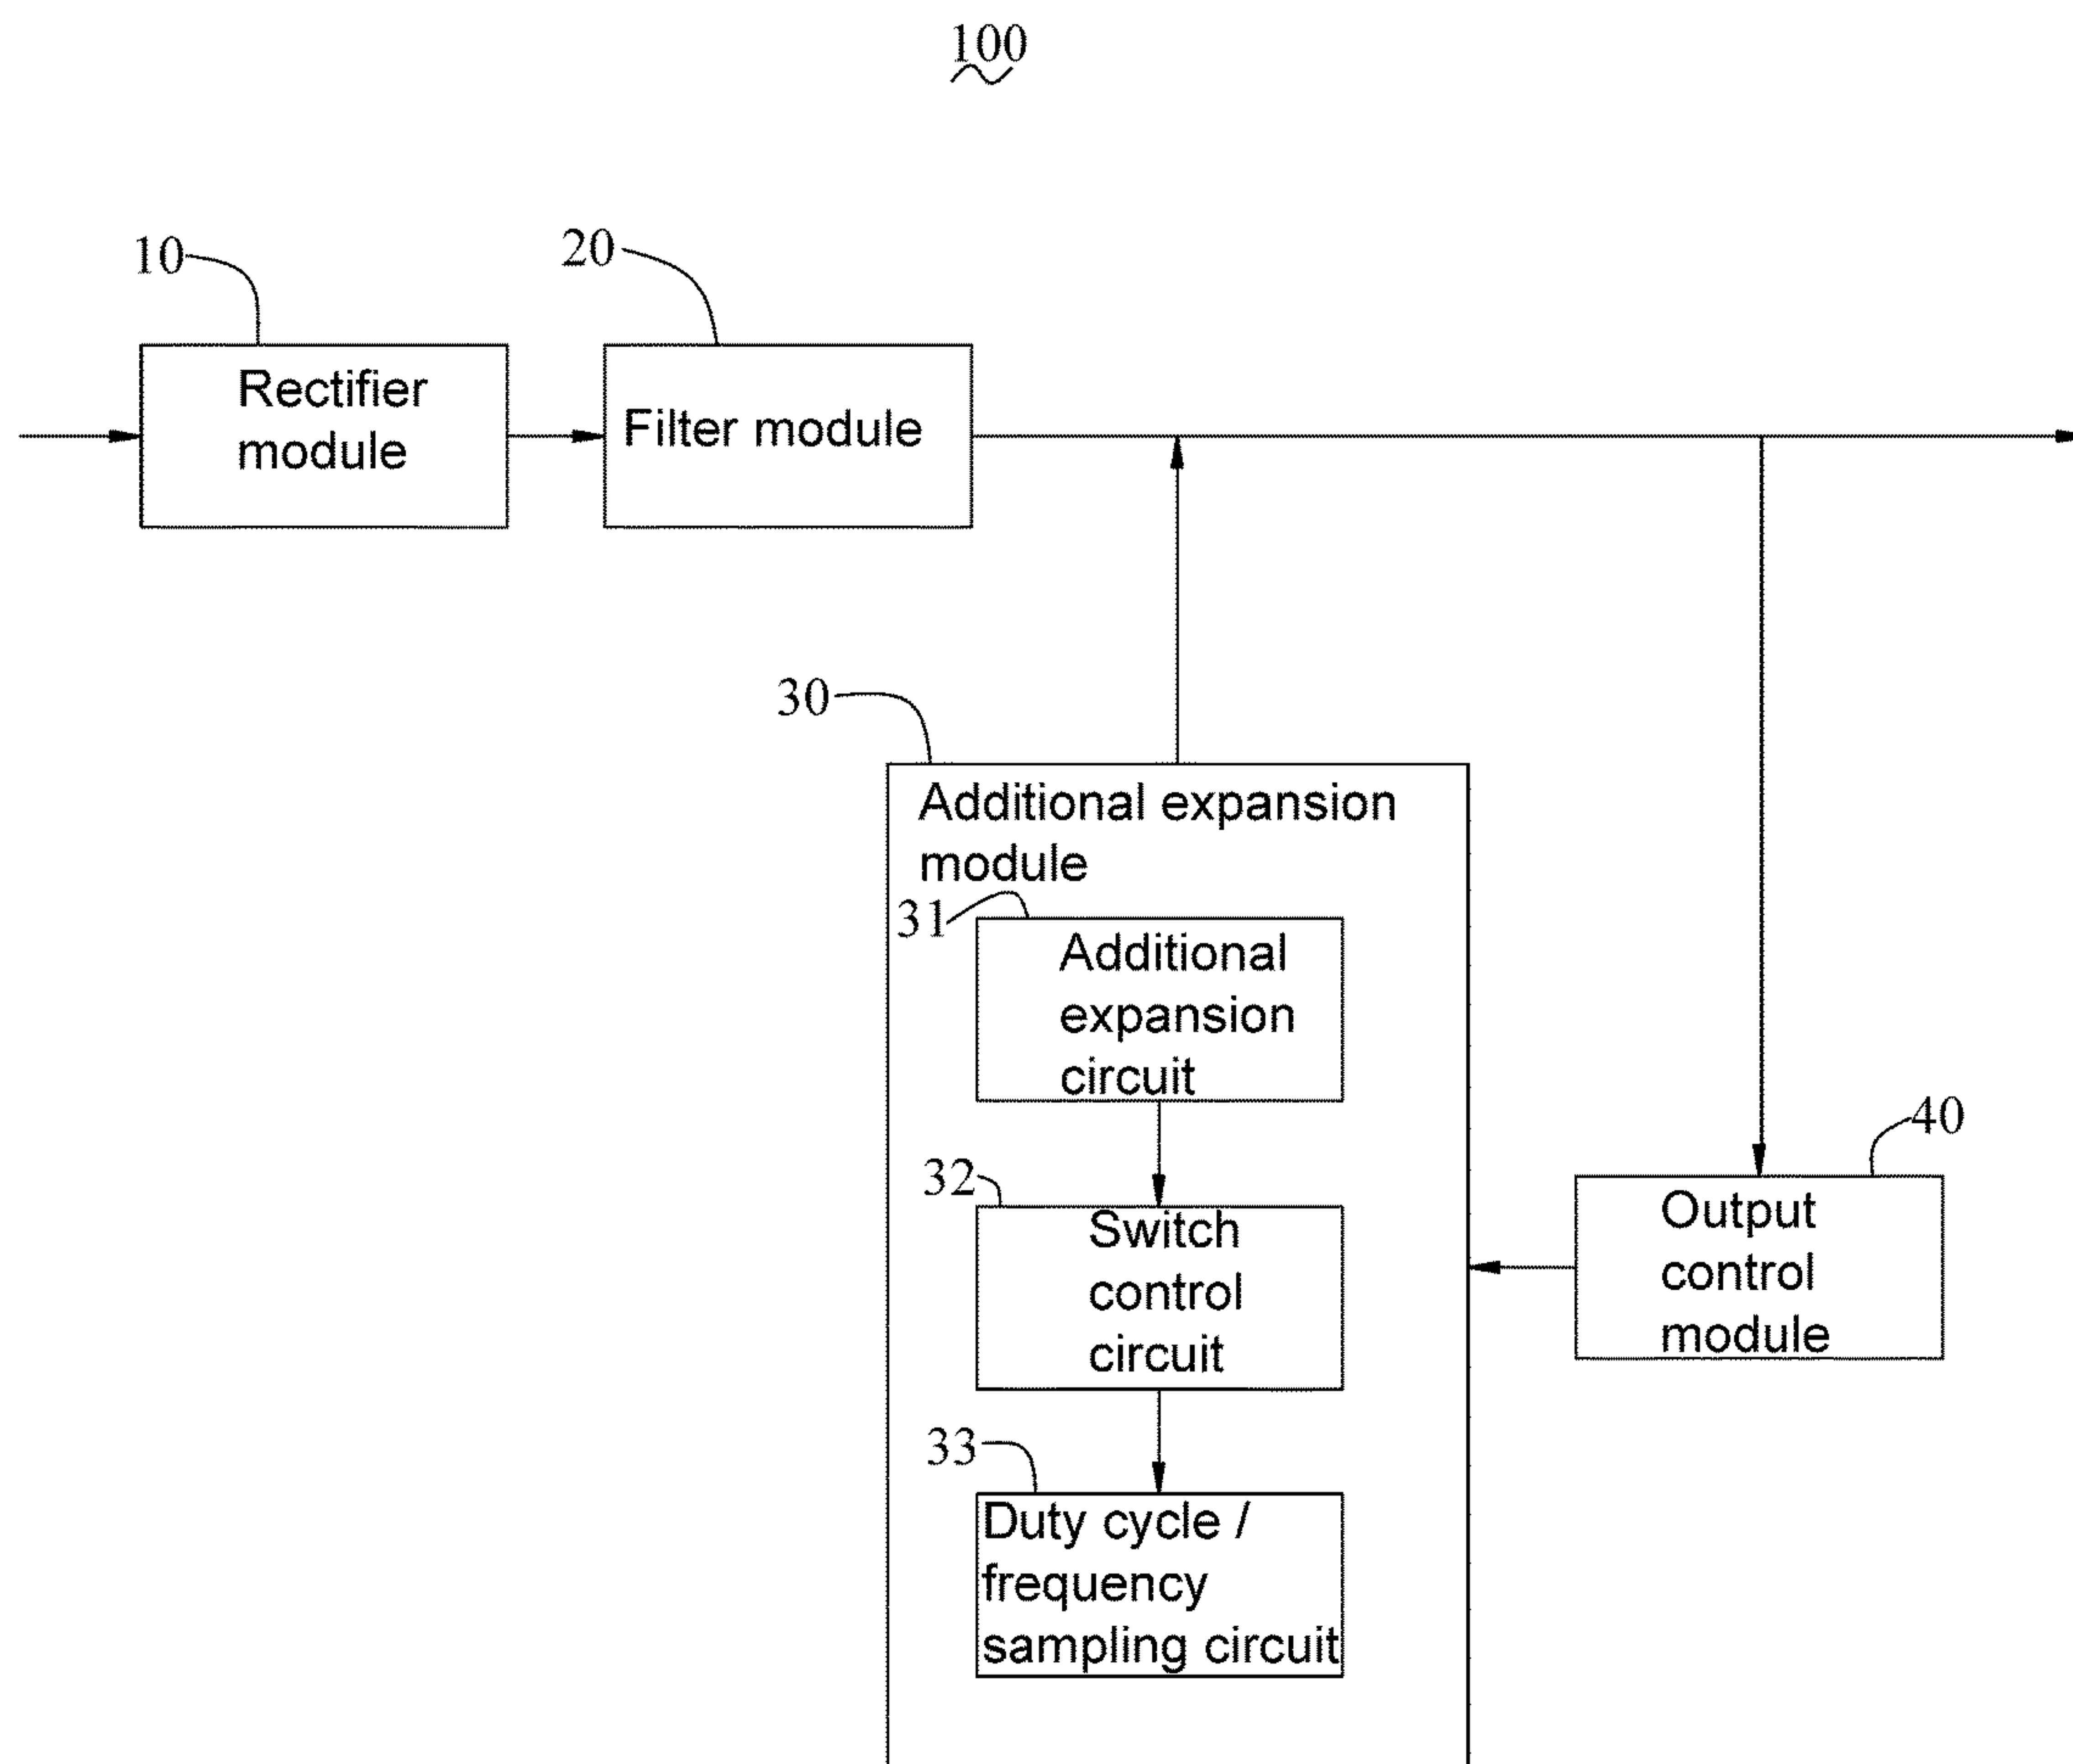 100
10
20
Rectifier
module
Filter module
30
Additional expansion
module
31
Additional
expansion
circuit
40
32
Switch
control
circuit
Output
control
module
33
Duty cycle /
frequency
sampling circuit